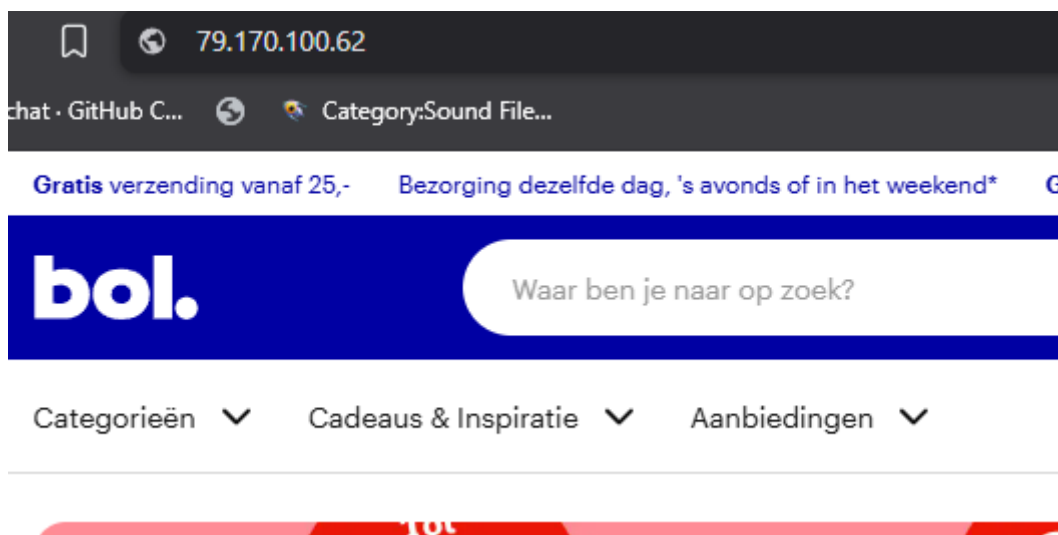 79.170.100.62
chat · GitHub C... Category:Sound File...
Gratis verzending vanaf 25,- Bezorging dezelfde dag, 's avonds of in het weekend* G
bol.
Waar ben je naar op zoek?
Categorieën Cadeaus & Inspiratie Aanbiedingen
Tot